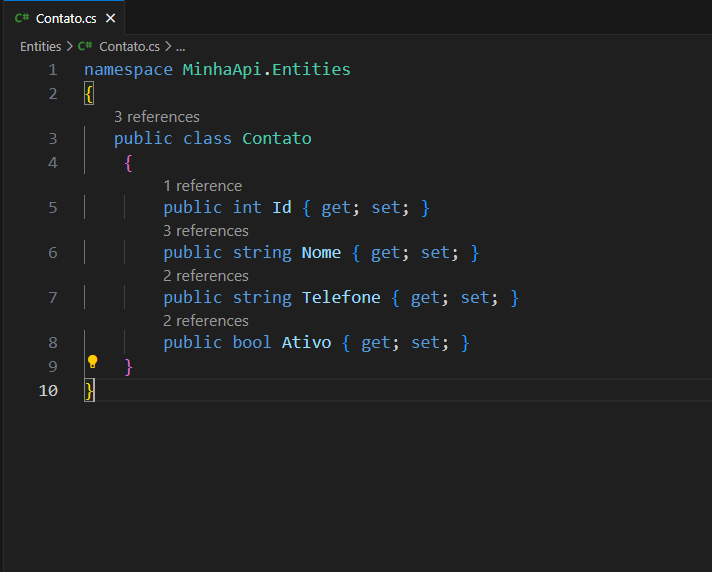 C# Contato.cs ×
Entities > C# Contato.cs > ...
1 namespace MinhaApi.Entities
2 {
3 references
3 public class Contato
4 {
1 reference
5 public int Id { get; set; }
3 references
6 public string Nome { get; set; }
2 references
7 public string Telefone { get; set; }
2 references
8 public bool Ativo { get; set; }
9 }
10 }